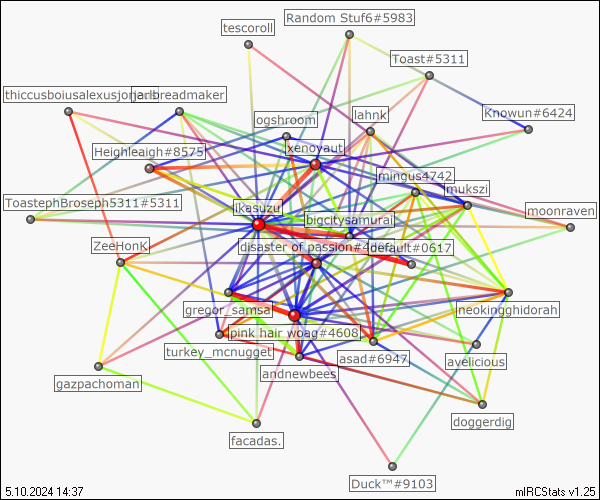 Random Stuf6#5983
tescoroll
Toast#5311
thiccusboiusalexusjor
breadmaker
Knowun#6424
lahnk
ogshroom
xenoyaut
Heighleaigh#8575
mingus4742
mukszi
ToastephBroseph5311#5311
ikasuzu
moonraven
bigcitysamurai
ZeeHonk
disaster of passion#4
default#0617
gregor_samsa
neokingghidorah
pink hair woag#4608
turkey_mcnugget
asad#6947
avelicious
andnewbees
gazpachoman
doggerdig
facadas.
Duck™#9103
5.10.2024 14:37
mIRCStats v1.25